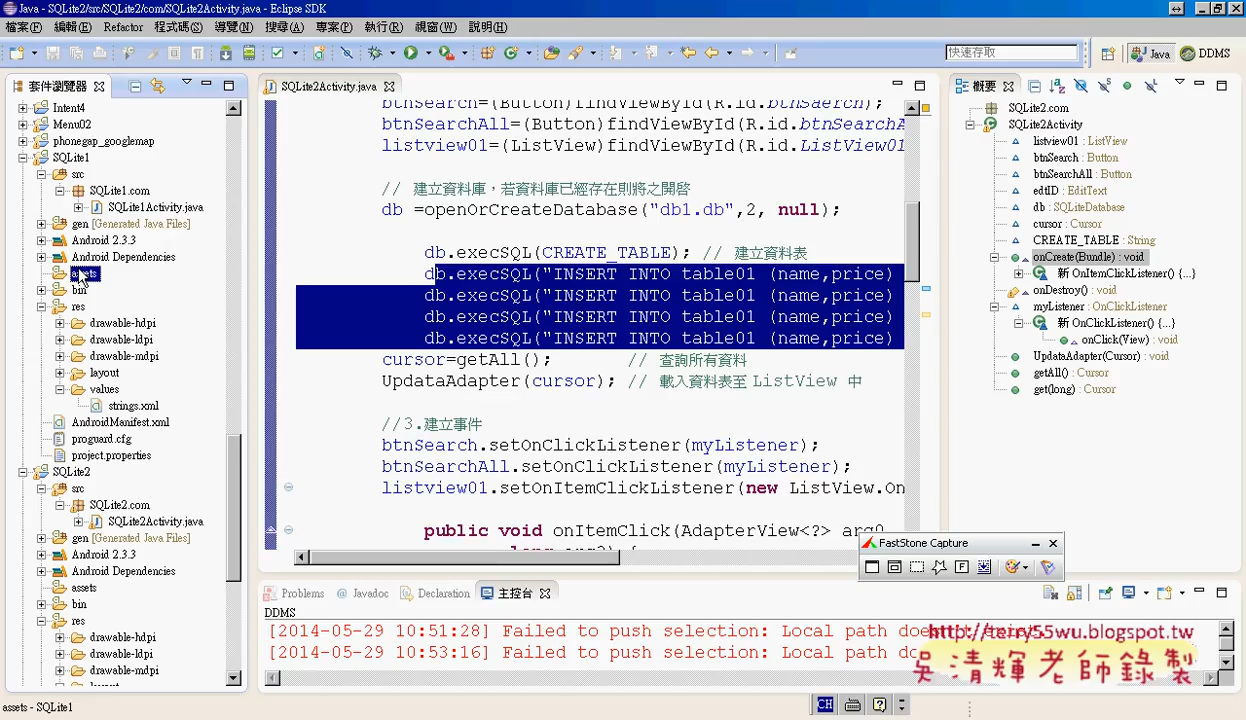 Java - SQLite2/src/SQLite2/com/SQLite2Activity.java - Eclipse SDK
檔案(F) 編輯(E) Refactor 程式碼(S) 導覽(N) 搜尋(A) 專案(P) 執行(R) 視窗(W) 說明(H)
快速存取 Java DDMS
套件瀏覽器
Intent4
Menu02
phonegap_googlemap
SQLite1
src
SQLite1.com
SQLite1Activity.java
gen [Generated Java Files]
Android 2.3.3
Android Dependencies
assets
bin
res
drawable-hdpi
drawable-ldpi
drawable-mdpi
layout
values
strings.xml
AndroidManifest.xml
proguard.cfg
project.properties
SQLite2
src
SQLite2.com
SQLite2Activity.java
gen [Generated Java Files]
Android 2.3.3
Android Dependencies
assets
bin
res
drawable-hdpi
drawable-ldpi
drawable-mdpi
SQLite2Activity.java
btnSearch=(Button)findViewById(R.id.btnSaerch);
btnSearchAll=(Button)findViewById(R.id.btnSearchA
listview01=(ListView)findViewById(R.id.ListView01
// 建立資料庫，若資料庫已經存在則將之開啟
db =openOrCreateDatabase("db1.db",2, null);
db.execSQL(CREATE_TABLE); // 建立資料表
db.execSQL("INSERT INTO table01 (name,price)
db.execSQL("INSERT INTO table01 (name,price)
db.execSQL("INSERT INTO table01 (name,price)
db.execSQL("INSERT INTO table01 (name,price)
cursor=getAll(); // 查詢所有資料
UpdataAdapter(cursor); // 載入資料表至 ListView 中
//3.建立事件
btnSearch.setOnClickListener(myListener);
btnSearchAll.setOnClickListener(myListener);
listview01.setOnItemClickListener(new ListView.On
public void onItemClick(AdapterView<?> arg0
long arg3) {
概要
SQLite2.com
SQLite2Activity
listview01 : ListView
btnSearch : Button
btnSearchAll : Button
edtID : EditText
db : SQLiteDatabase
cursor : Cursor
CREATE_TABLE : String
onCreate(Bundle) : void
新 OnItemClickListener() {...}
onDestroy() : void
myListener : OnClickListener
新 OnClickListener() {...}
onClick(View) : void
UpdataAdapter(Cursor) : void
getAll() : Cursor
get(long) : Cursor
FastStone Capture
F
Problems Javadoc Declaration 主控台
DDMS
[2014-05-29 10:51:28] Failed to push selection: Local path doesn't exist.
[2014-05-29 10:53:16] Failed to push selection: Local path do
http://terry55wu.blogspot.tw
吳清輝老師錄製
assets - SQLite1
CH